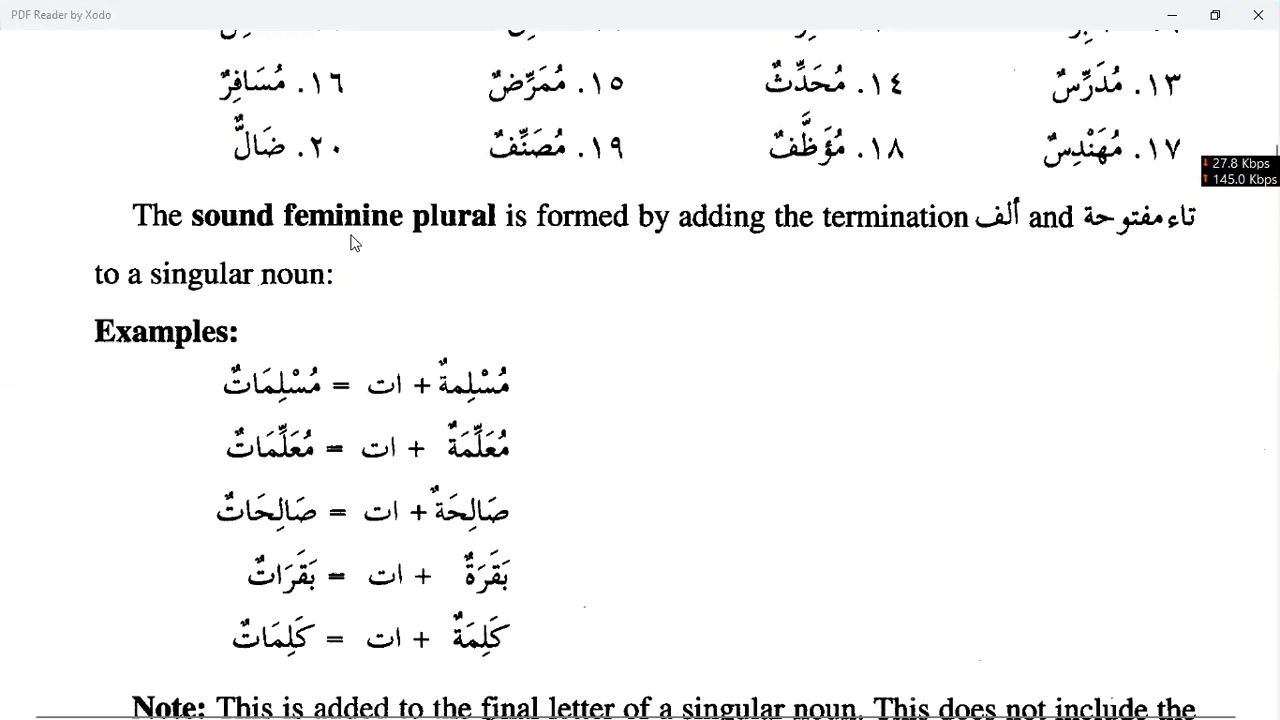 PDF Reader by Xodo
١٣. مُدَرِّسٌ ١٤. مُحَدِّثٌ ١٥. مُمَرِّضٌ ١٦. مُسَافِرٌ
١٧. مُهَنْدِسٌ ١٨. مُؤَظَّفٌ ١٩. مُصَنِّفٌ ٢٠. ضَالٌّ
27.8 Kbps
145.0 Kbps
The sound feminine plural is formed by adding the termination ألف and تاء مفتوحة
to a singular noun:
Examples:
مُسْلِمةٌ + ات = مُسْلِمَاتٌ
مُعَلِّمَةٌ + ات = مُعَلِّمَاتٌ
صَالِحَةٌ + ات = صَالِحَاتٌ
بَقَرَةٌ + ات = بَقَرَاتٌ
كَلِمَةٌ + ات = كَلِمَاتٌ
Note: This is added to the final letter of a singular noun. This does not include the